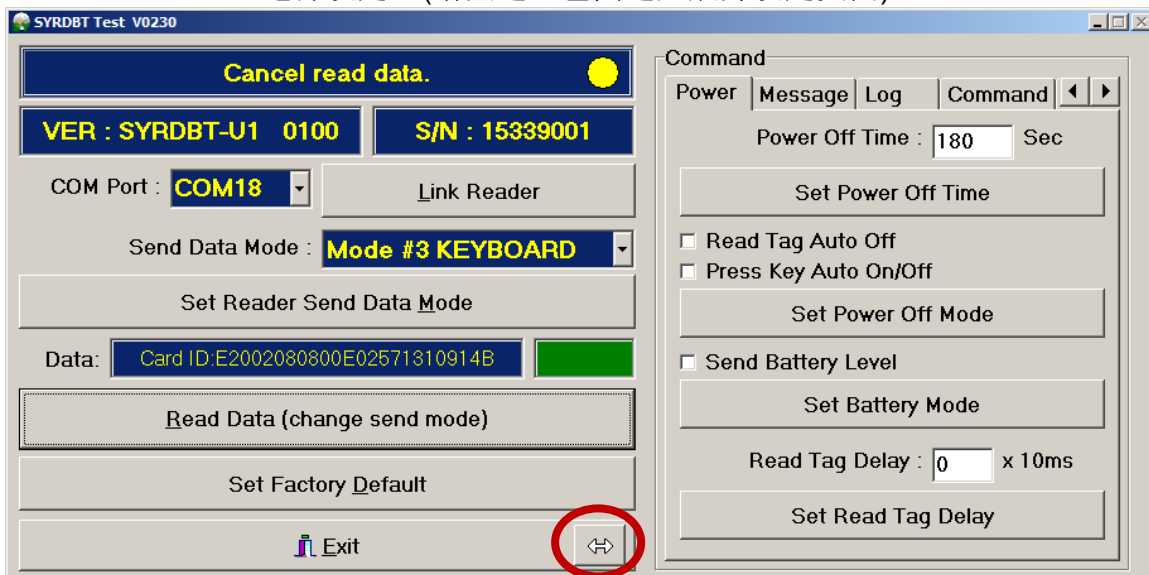 SYRDBT Test V0230
Cancel read data.
VER : SYRDBT-U1 0100
S/N : 15339001
COM Port :
COM18
Link Reader
Send Data Mode :
Mode #3 KEYBOARD
Set Reader Send Data Mode
Data:
Card ID:E2002080800E02571310914B
Read Data (change send mode)
Set Factory Default
Exit
Command
Power Message Log Command
Power Off Time : 180 Sec
Set Power Off Time
Read Tag Auto Off
Press Key Auto On/Off
Set Power Off Mode
Send Battery Level
Set Battery Mode
Read Tag Delay : 0 x 10ms
Set Read Tag Delay